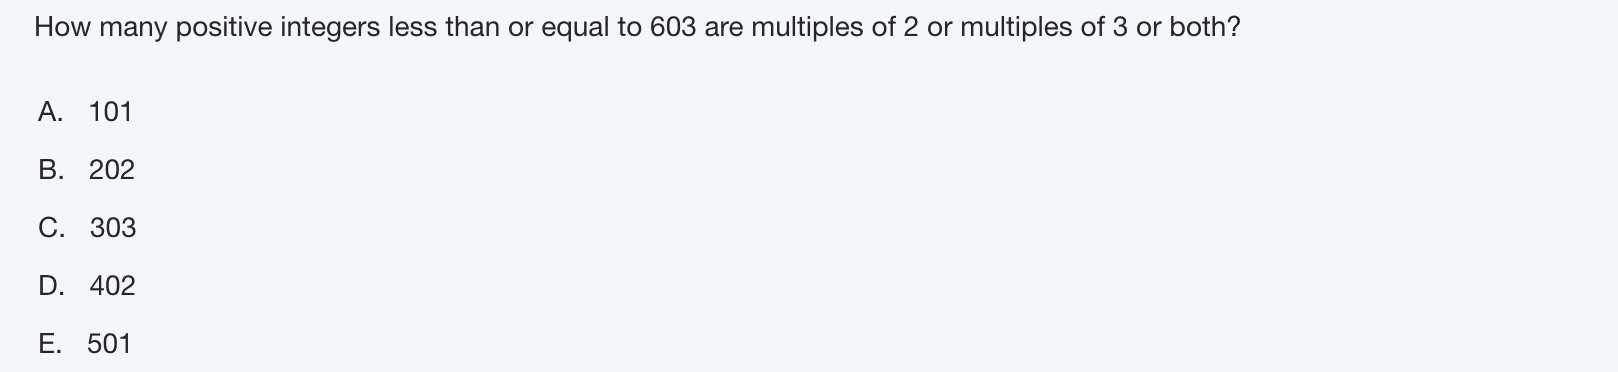 How many positive integers less than or equal to 603 are multiples of 2 or multiples of 3 or both?
A. 101
B. 202
C. 303
D. 402
E. 501